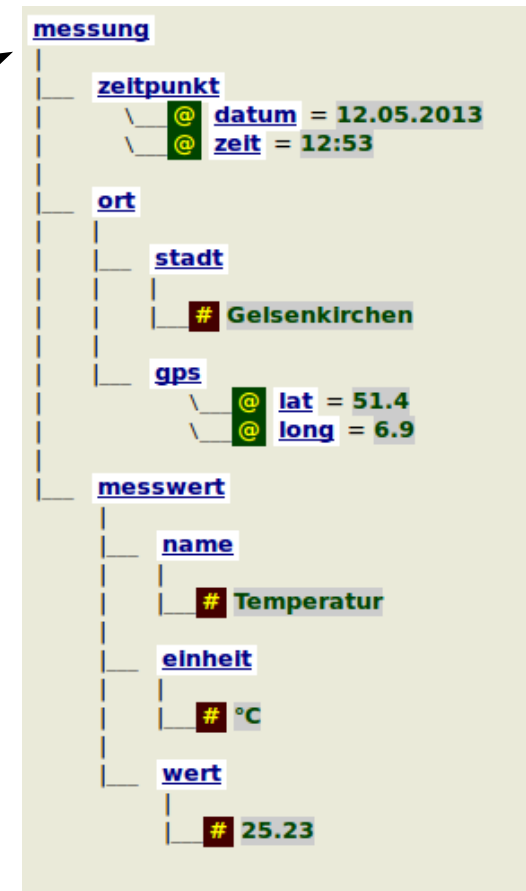 messung
zeitpunkt
@ datum = 12.05.2013
@ zeit = 12:53
ort
stadt
# Gelsenkirchen
gps
@ lat = 51.4
@ long = 6.9
messwert
name
# Temperatur
einheit
# °C
wert
# 25.23